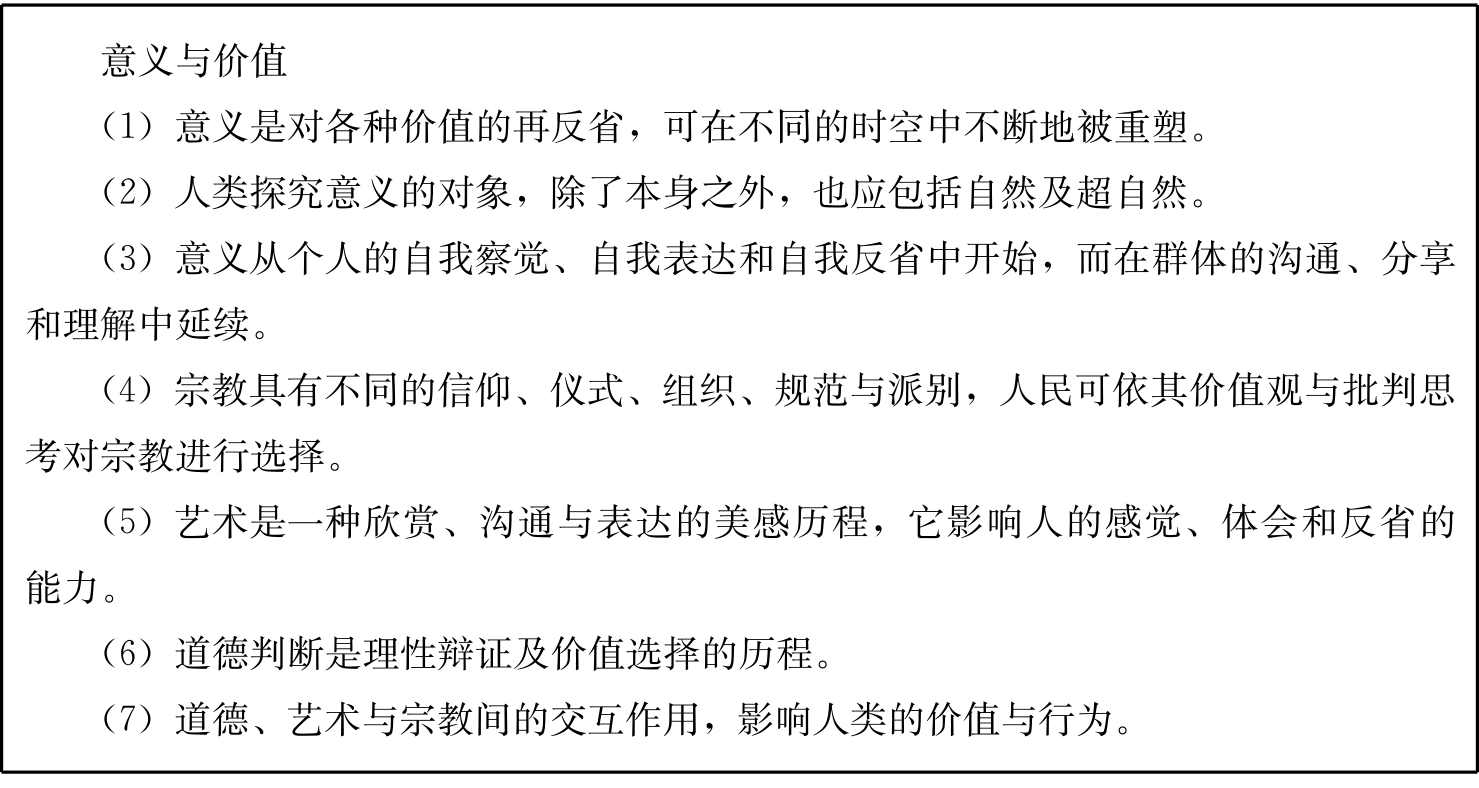 意义与价值
（1）意义是对各种价值的再反省，可在不同的时空中不断地被重塑。
（2）人类探究意义的对象，除了本身之外，也应包括自然及超自然。
（3）意义从个人的自我察觉、自我表达和自我反省中开始，而在群体的沟通、分享
和理解中延续。
（4）宗教具有不同的信仰、仪式、组织、规范与派别，人民可依其价值观与批判思
考对宗教进行选择。
（5）艺术是一种欣赏、沟通与表达的美感历程，它影响人的感觉、体会和反省的
能力。
（6）道德判断是理性辩证及价值选择的历程。
（7）道德、艺术与宗教间的交互作用，影响人类的价值与行为。